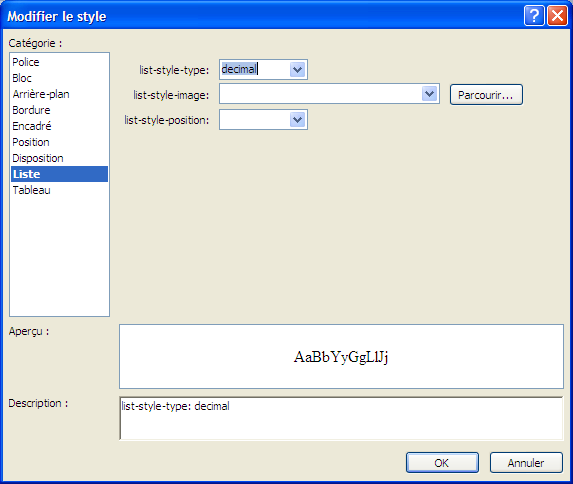 Modifier le style
Catégorie :
Police
Bloc
Arrière-plan
Bordure
Encadré
Position
Disposition
Liste
Tableau
list-style-type: decimal
list-style-image: Parcourir...
list-style-position:
Aperçu :
AaBbYyGgLlJj
Description :
list-style-type: decimal
OK Annuler